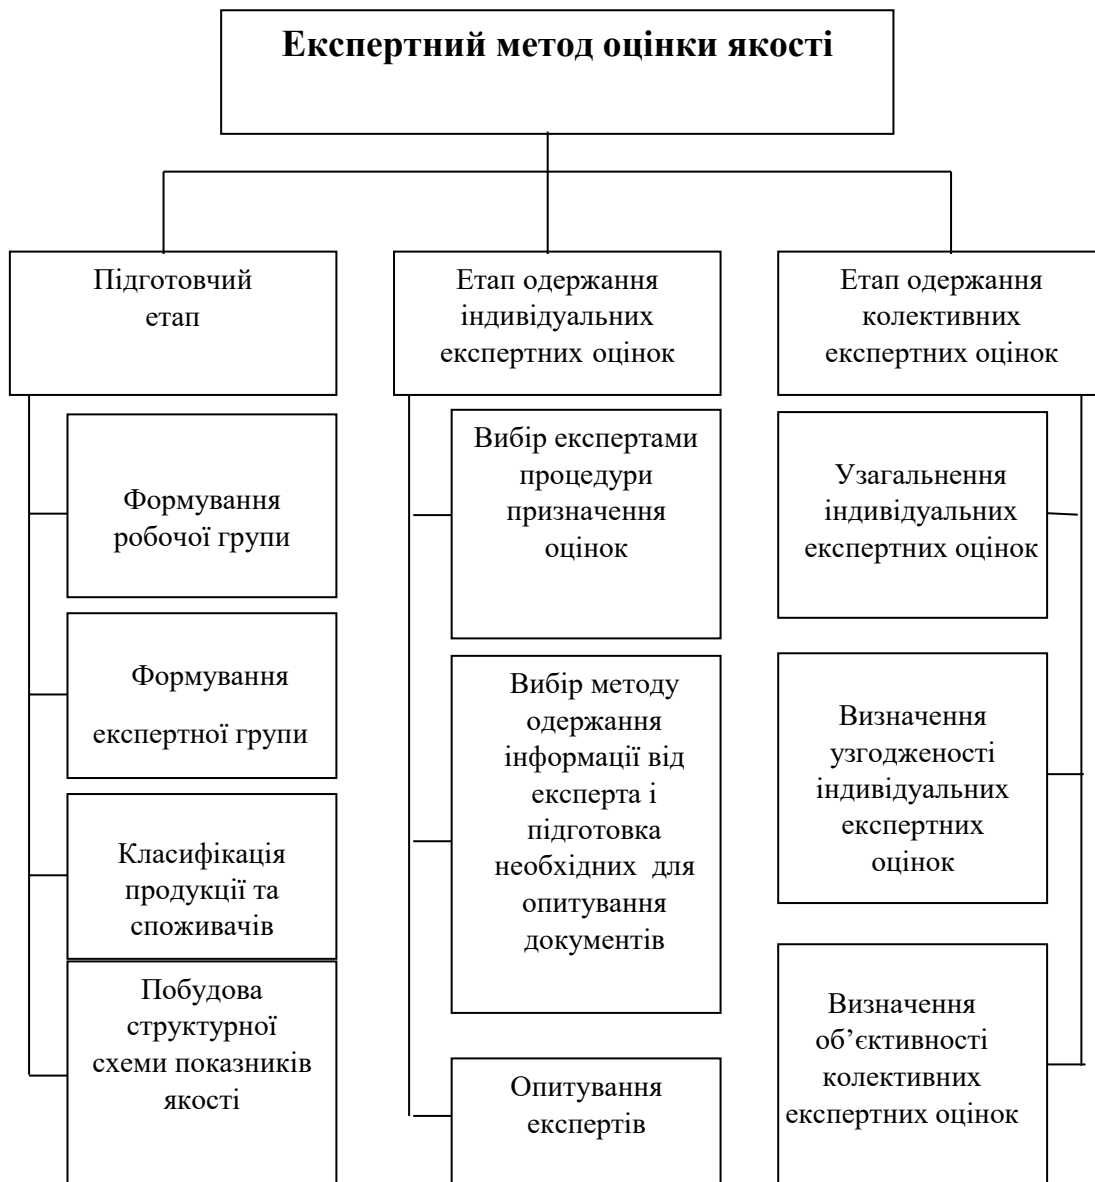 Експертний метод оцінки якості
Підготовчий
етап
Формування
робочої групи
Формування
експертної групи
Класифікація
продукції та
споживачів
Побудова
структурної
схеми показників
якості
Етап одержання
індивідуальних
експертних оцінок
Вибір експертами
процедури
призначення
оцінок
Вибір методу
одержання
інформації від
експерта і
підготовка
необхідних для
опитування
документів
Опитування
експертів
Етап одержання
колективних
експертних оцінок
Узагальнення
індивідуальних
експертних оцінок
Визначення
узгодженості
індивідуальних
експертних
оцінок
Визначення
об’єктивності
колективних
експертних оцінок